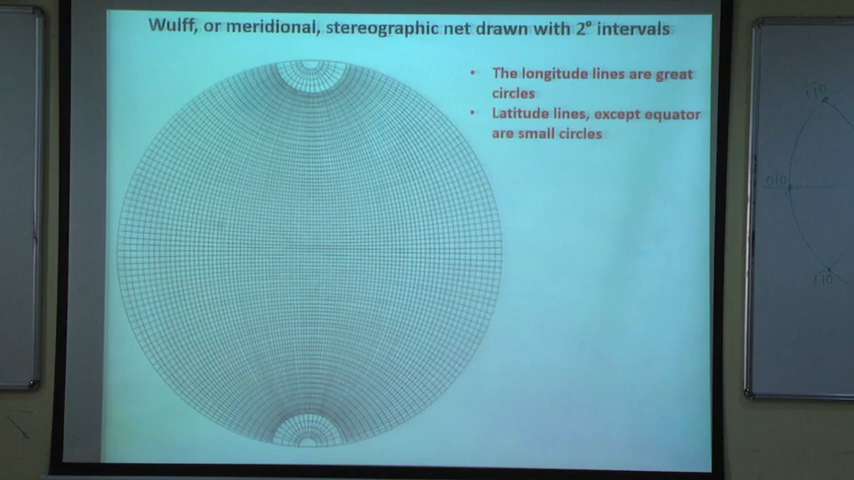 Wulff, or meridional, stereographic net drawn with 2° intervals
• The longitude lines are great
circles
• Latitude lines, except equator
are small circles